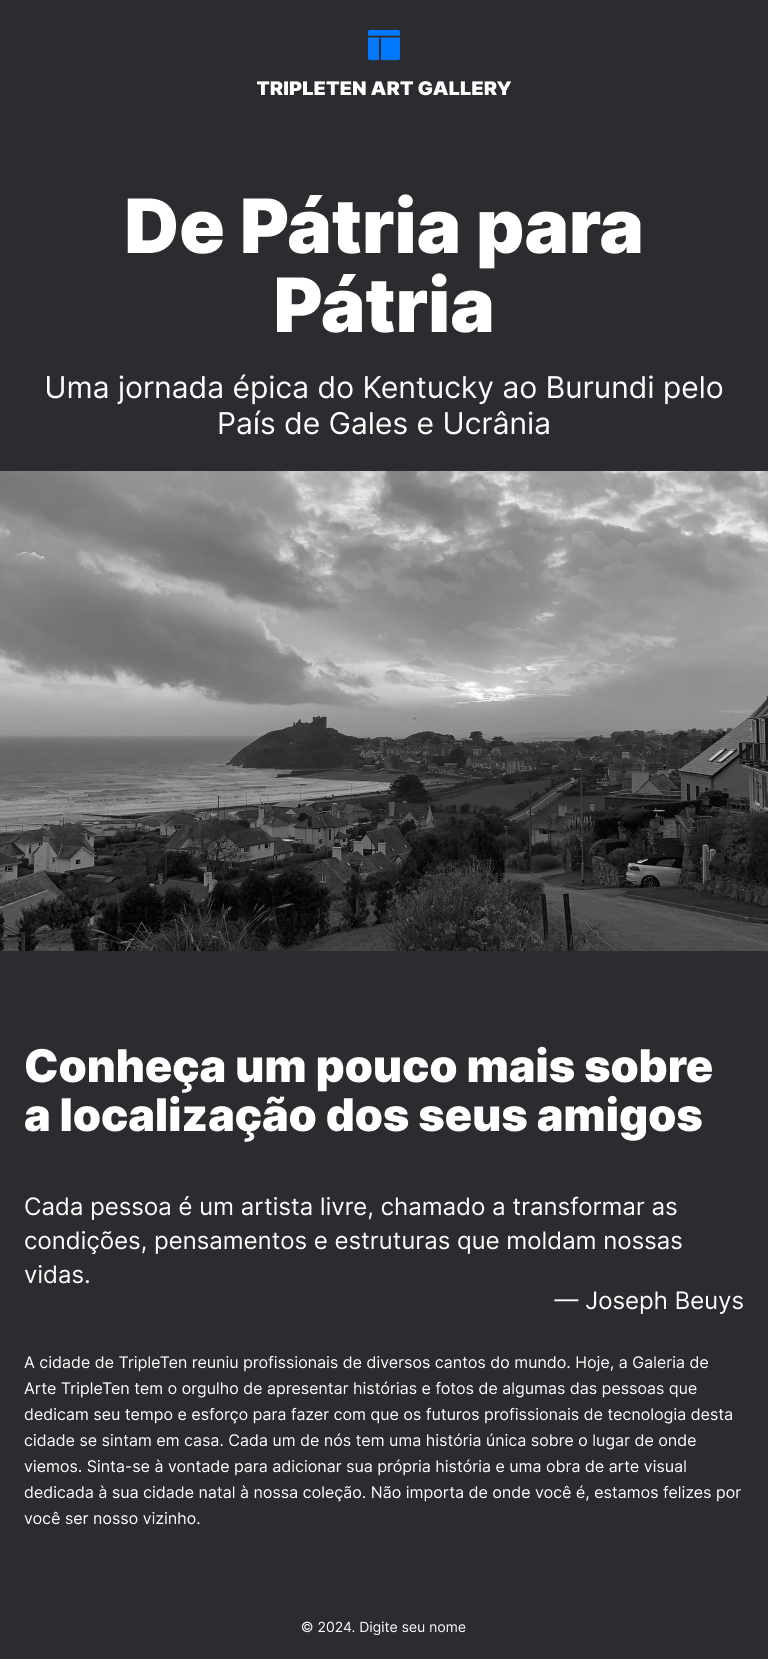 TRIPLETEN ART GALLERY
De Pátria para
Pátria
Uma jornada épica do Kentucky ao Burundi pelo
País de Gales e Ucrânia
Conheça um pouco mais sobre
a localização dos seus amigos
Cada pessoa é um artista livre, chamado a transformar as
condições, pensamentos e estruturas que moldam nossas
vidas.
— Joseph Beuys
A cidade de TripleTen reuniu profissionais de diversos cantos do mundo. Hoje, a Galeria de
Arte TripleTen tem o orgulho de apresentar histórias e fotos de algumas das pessoas que
dedicam seu tempo e esforço para fazer com que os futuros profissionais de tecnologia desta
cidade se sintam em casa. Cada um de nós tem uma história única sobre o lugar de onde
viemos. Sinta-se à vontade para adicionar sua própria história e uma obra de arte visual
dedicada à sua cidade natal à nossa coleção. Não importa de onde você é, estamos felizes por
você ser nosso vizinho.
© 2024. Digite seu nome